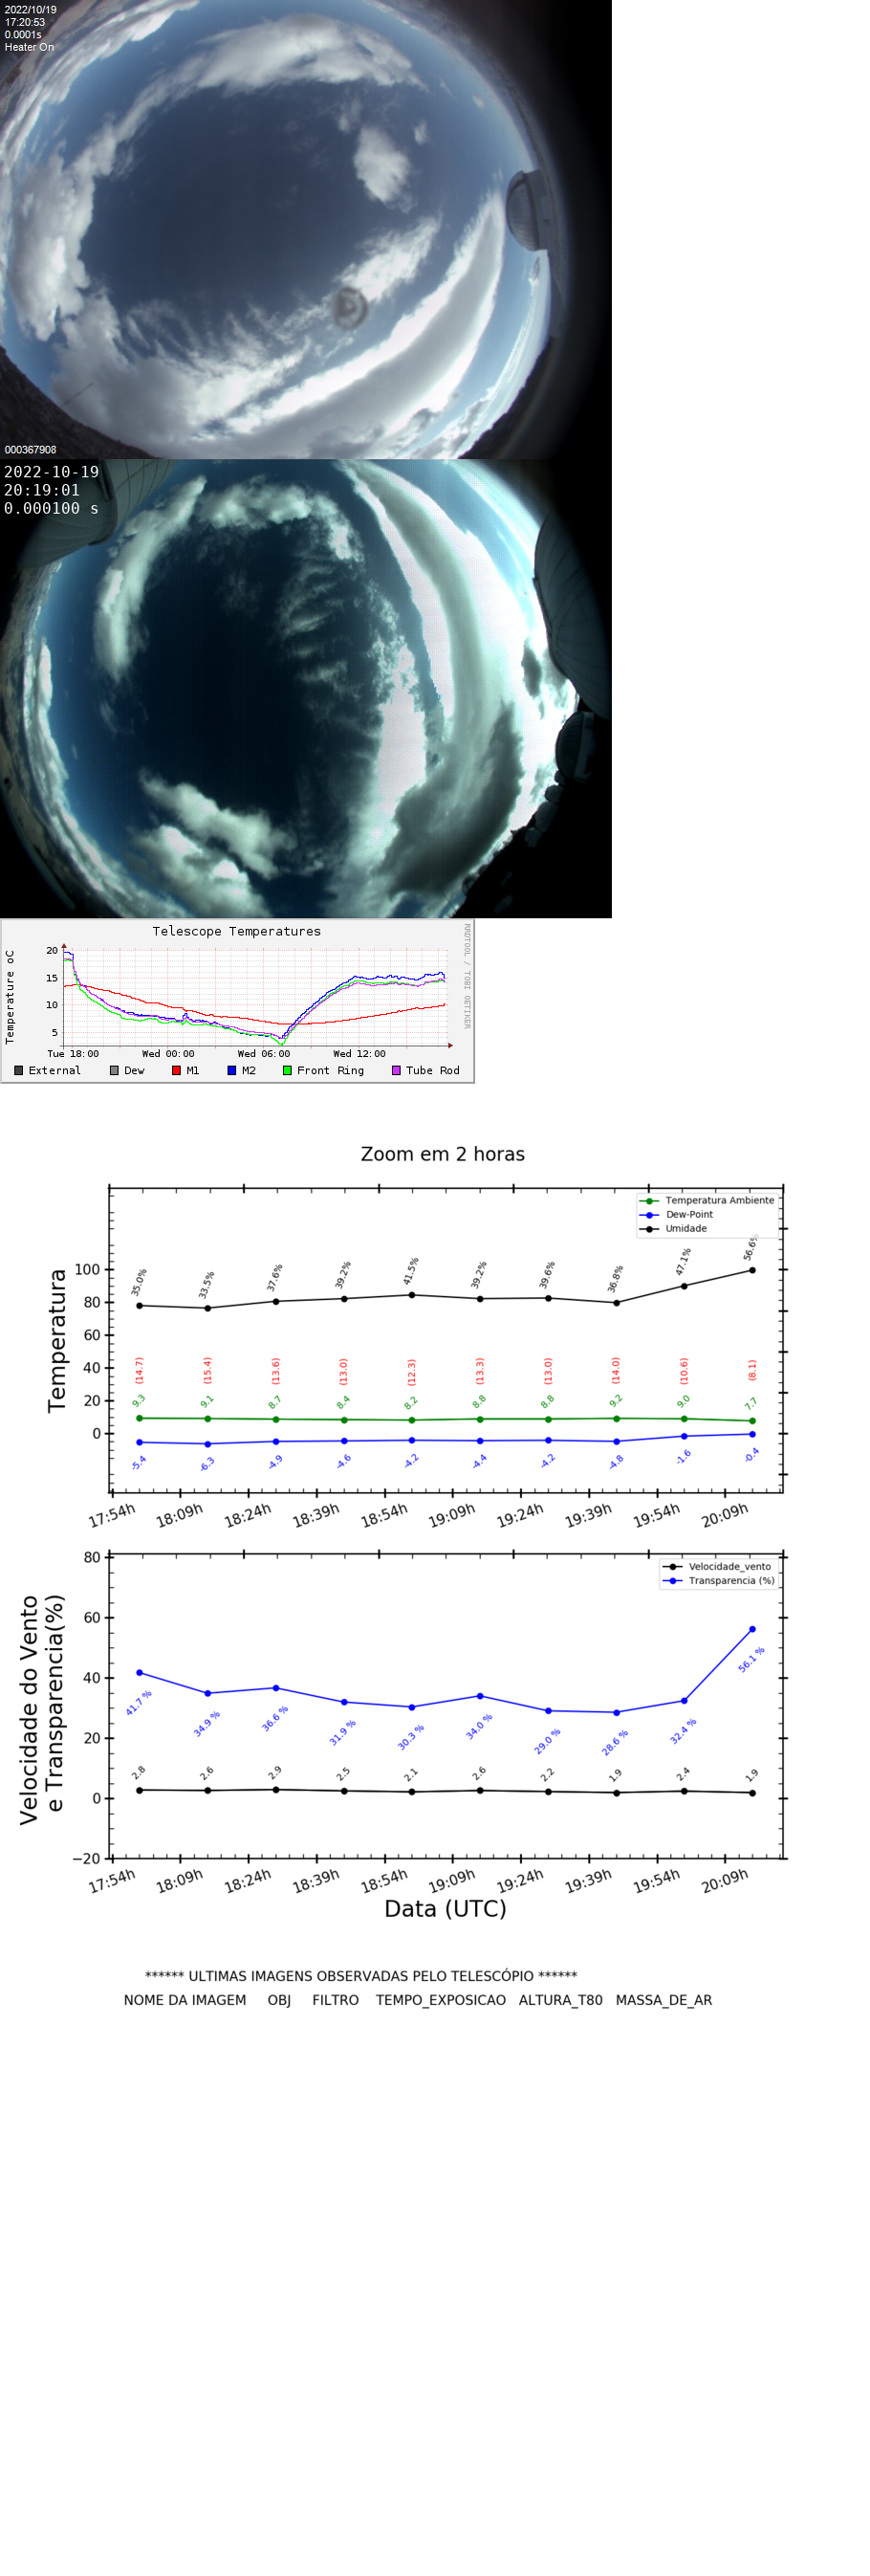 2022/10/19
17:20:53
0.0001s
Heater On
000367908
2022-10-19
20:19:01
0.000100 s
Telescope Temperatures
RRDTOOL / TOBI OETIKER
Temperature oC
20
15
10
5
Tue 18:00 Wed 00:00 Wed 06:00 Wed 12:00
External Dew M1 M2 Front Ring Tube Rod
Zoom em 2 horas
Temperatura Ambiente
Dew-Point
Umidade
Temperatura
100
80
60
40
20
0
35.0% 33.5% 37.6% 39.2% 41.5% 39.2% 39.6% 36.8% 47.1% 56.6%
(14.7) (15.4) (13.6) (13.0) (12.3) (13.3) (13.0) (14.0) (10.6) (8.1)
9.3 9.1 8.7 8.4 8.2 8.8 8.8 9.2 9.0 7.7
-5.4 -6.3 -4.9 -4.6 -4.2 -4.4 -4.2 -4.8 -1.6 -0.4
17:54h 18:09h 18:24h 18:39h 18:54h 19:09h 19:24h 19:39h 19:54h 20:09h
Velocidade_vento
Transparencia (%)
Velocidade do Vento
e Transparencia(%)
80
60
40
20
0
−20
41.7 % 34.9 % 36.6 % 31.9 % 30.3 % 34.0 % 29.0 % 28.6 % 32.4 % 56.1 %
2.8 2.6 2.9 2.5 2.1 2.6 2.2 1.9 2.4 1.9
17:54h 18:09h 18:24h 18:39h 18:54h 19:09h 19:24h 19:39h 19:54h 20:09h
Data (UTC)
****** ULTIMAS IMAGENS OBSERVADAS PELO TELESCÓPIO ******
NOME DA IMAGEM OBJ FILTRO TEMPO_EXPOSICAO ALTURA_T80 MASSA_DE_AR